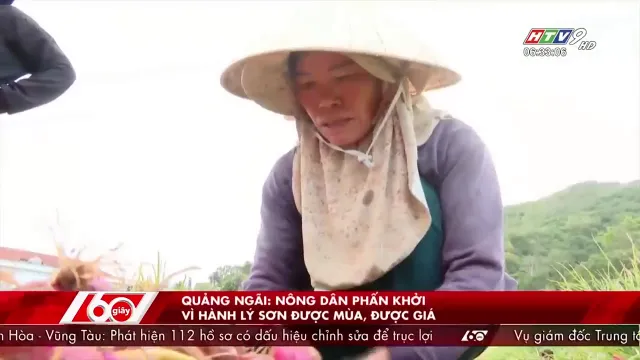 HTV9 HD
06:33:06
60 giây
QUẢNG NGÃI: NÔNG DÂN PHẤN KHỞI
VÌ HÀNH LÝ SƠN ĐƯỢC MÙA, ĐƯỢC GIÁ
n Hòa - Vũng Tàu: Phát hiện 112 hồ sơ có dấu hiệu chỉnh sửa để trục lợi 60 Vụ giám đốc Trung t